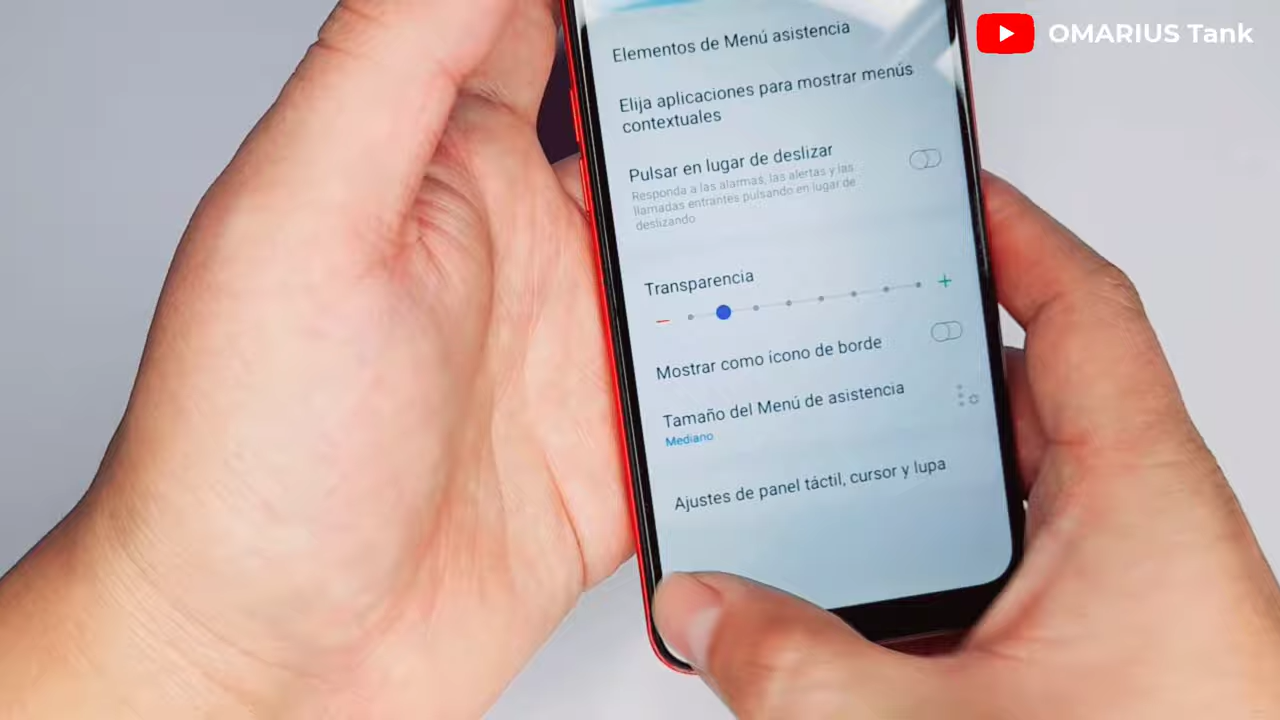 OMARIUS Tank
Elementos de Menú asistencia
Elija aplicaciones para mostrar menús
contextuales
Pulsar en lugar de deslizar
Responda a las alarmas, las alertas y las
llamadas entrantes pulsando en lugar de
deslizando
Transparencia
Mostrar como ícono de borde
Tamaño del Menú de asistencia
Mediano
Ajustes de panel táctil, cursor y lupa